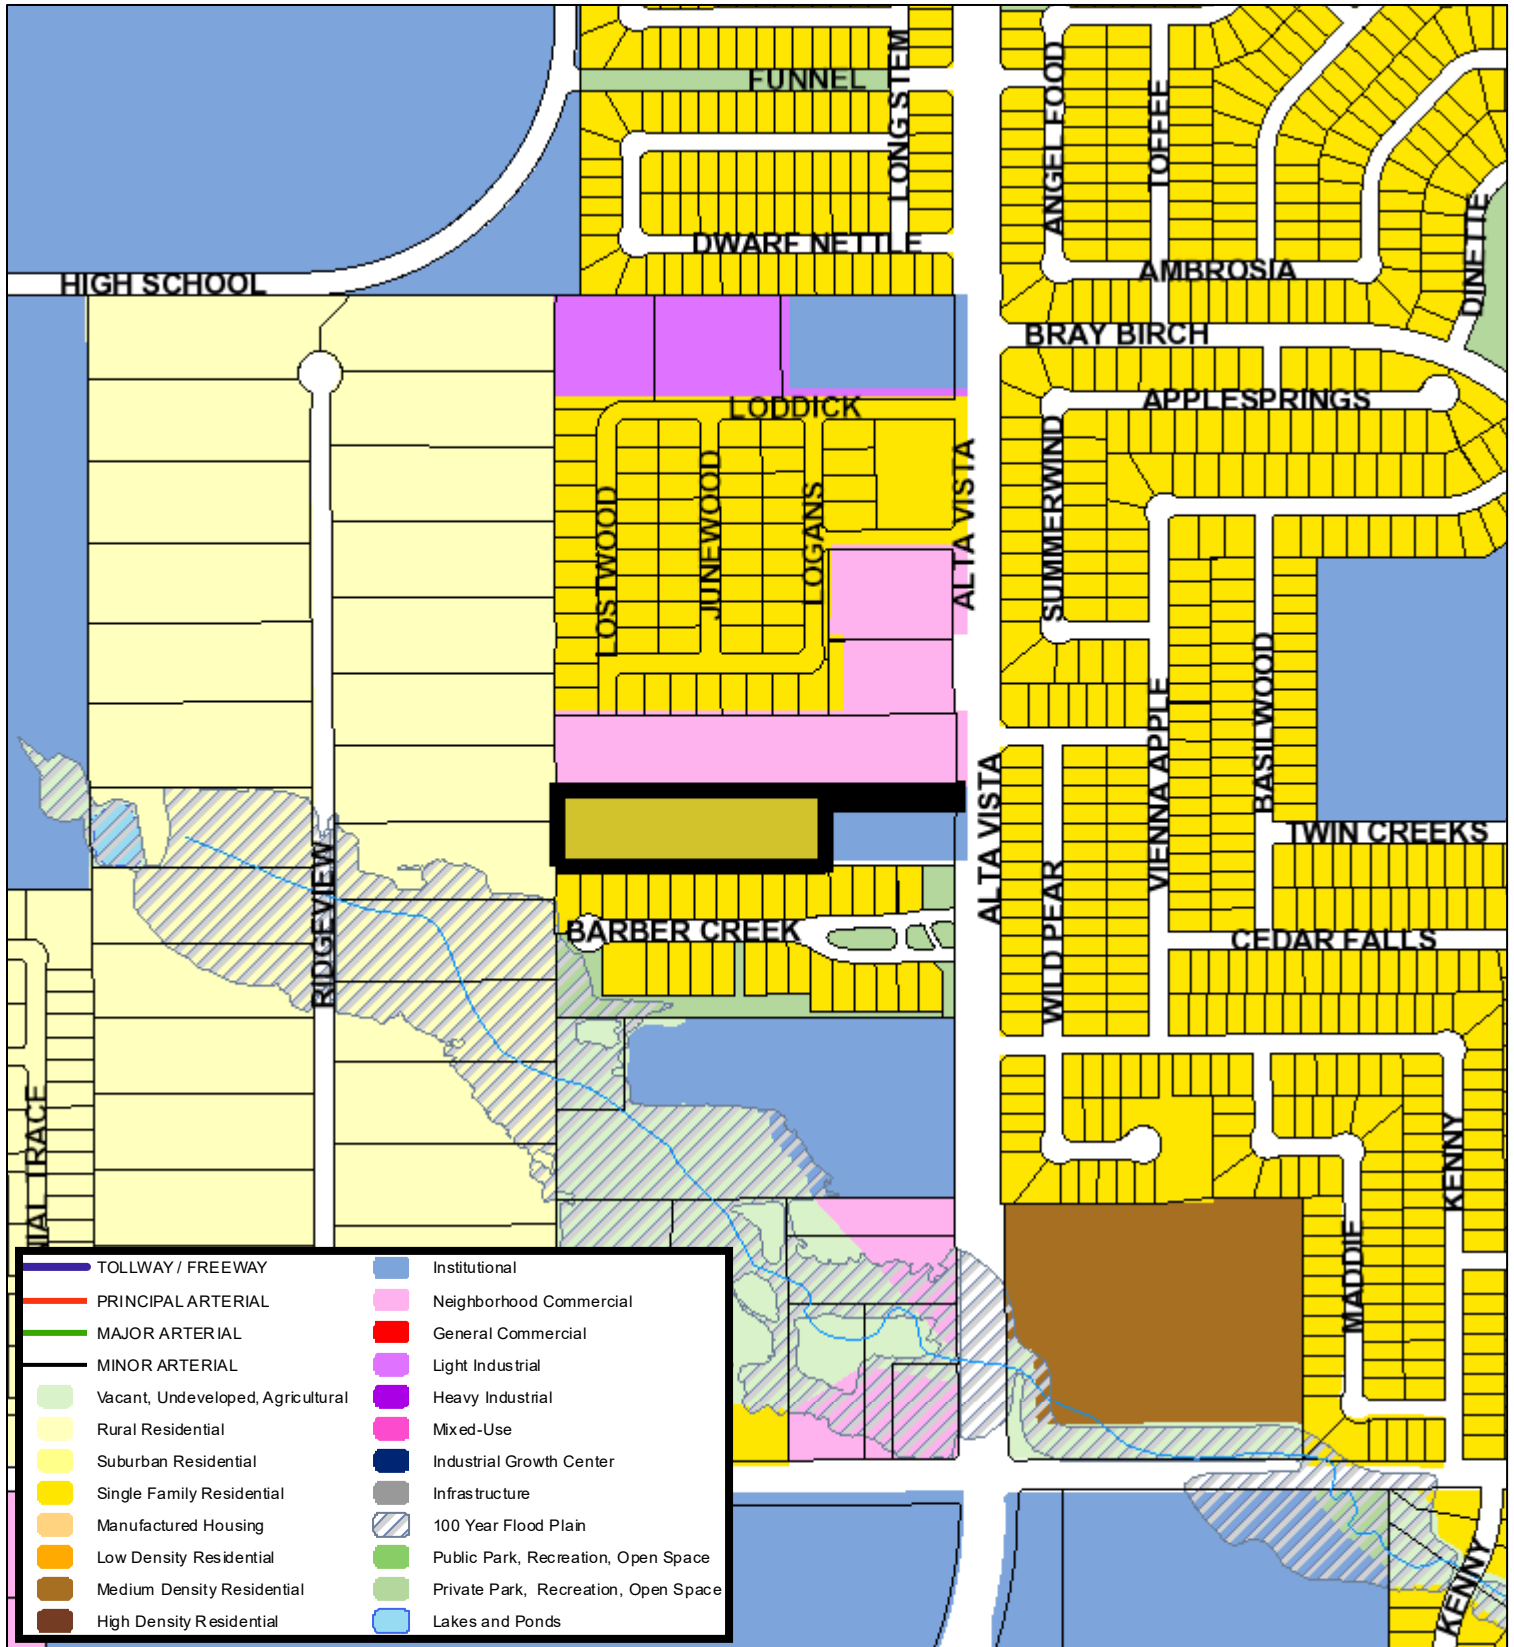 FUNNEL
LONG STEM
ANGEL FOOD
TOFFEE
DWARF NETTLE
AMBROSIA
DINETTE
HIGH SCHOOL
BRAY BIRCH
APPLESPRINGS
LODDICK
ALTA VISTA
SUMMERWIND
LOSTWOOD
JUNEWOOD
LOGANS
BASILWOOD
VIENNA APPLE
ALTA VISTA
WILD PEAR
TWIN CREEKS
RIDGEVIEW
BARBER CREEK
CEDAR FALLS
NIAL TRACE
KENNY
MADDIE
KENNY
TOLLWAY / FREEWAY
PRINCIPAL ARTERIAL
MAJOR ARTERIAL
MINOR ARTERIAL
Vacant, Undeveloped, Agricultural
Rural Residential
Suburban Residential
Single Family Residential
Manufactured Housing
Low Density Residential
Medium Density Residential
High Density Residential
Institutional
Neighborhood Commercial
General Commercial
Light Industrial
Heavy Industrial
Mixed-Use
Industrial Growth Center
Infrastructure
100 Year Flood Plain
Public Park, Recreation, Open Space
Private Park, Recreation, Open Space
Lakes and Ponds